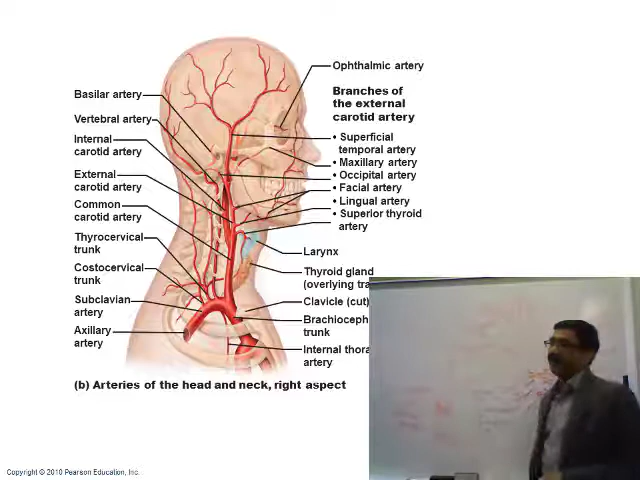 Ophthalmic artery
Branches of
the external
carotid artery
• Superficial
temporal artery
• Maxillary artery
• Occipital artery
• Facial artery
• Lingual artery
• Superior thyroid
artery
Larynx
Thyroid gland
(overlying tra
Clavicle (cut)
Brachioceph
trunk
Internal thora
artery
Basilar artery
Vertebral artery
Internal
carotid artery
External
carotid artery
Common
carotid artery
Thyrocervical
trunk
Costocervical
trunk
Subclavian
artery
Axillary
artery
(b) Arteries of the head and neck, right aspect
Copyright © 2010 Pearson Education, Inc.